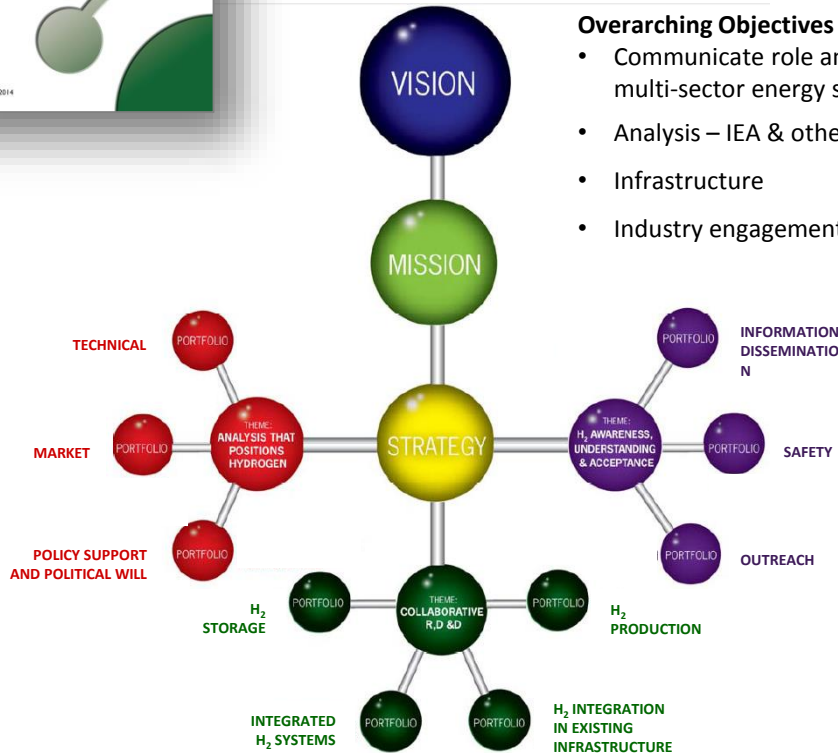 2014
Overarching Objectives
• Communicate role an
multi-sector energy s
• Analysis – IEA & othe
• Infrastructure
• Industry engagement
VISION
MISSION
STRATEGY
TECHNICAL
PORTFOLIO
MARKET
PORTFOLIO
POLICY SUPPORT
AND POLITICAL WILL
PORTFOLIO
THEME:
ANALYSIS THAT
POSITIONS
HYDROGEN
THEME:
H₂ AWARENESS,
UNDERSTANDING
& ACCEPTANCE
PORTFOLIO
INFORMATION
DISSEMINATIO
N
PORTFOLIO
SAFETY
PORTFOLIO
OUTREACH
THEME:
COLLABORATIVE
R,D &D
PORTFOLIO
H₂
STORAGE
PORTFOLIO
H₂
PRODUCTION
INTEGRATED
H₂ SYSTEMS
PORTFOLIO
PORTFOLIO
H₂ INTEGRATION
IN EXISTING
INFRASTRUCTURE